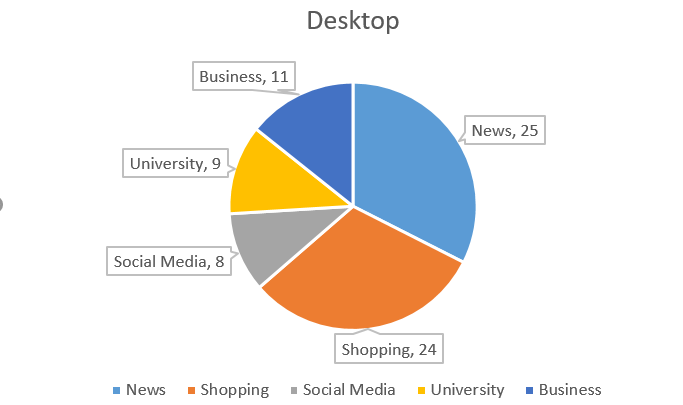 Desktop
Business, 11
News, 25
University, 9
Social Media, 8
Shopping, 24
News Shopping Social Media University Business